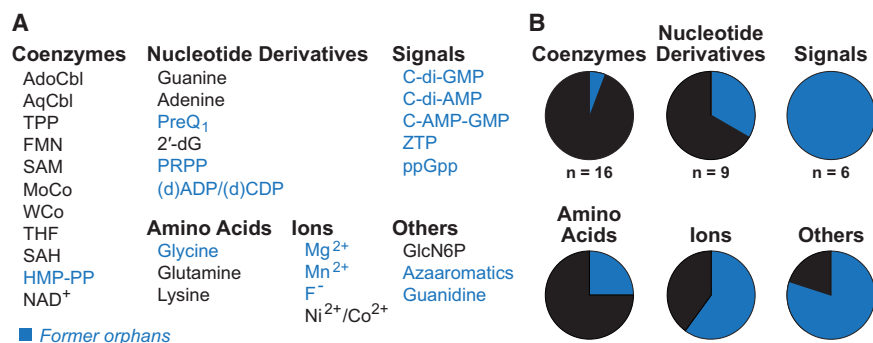 A
Coenzymes
AdoCbl
AqCbl
TPP
FMN
SAM
MoCo
WCo
THF
SAH
HMP-PP
NAD⁺
Nucleotide Derivatives
Guanine
Adenine
PreQ₁
2′-dG
PRPP
(d)ADP/(d)CDP
Signals
C-di-GMP
C-di-AMP
C-AMP-GMP
ZTP
ppGpp
Amino Acids
Glycine
Glutamine
Lysine
Ions
Mg²⁺
Mn²⁺
F⁻
Ni²⁺/Co²⁺
Others
GlcN6P
Azaaromatics
Guanidine
Former orphans
B
Coenzymes
n = 16
Nucleotide
Derivatives
n = 9
Signals
n = 6
Amino
Acids
Ions
Others